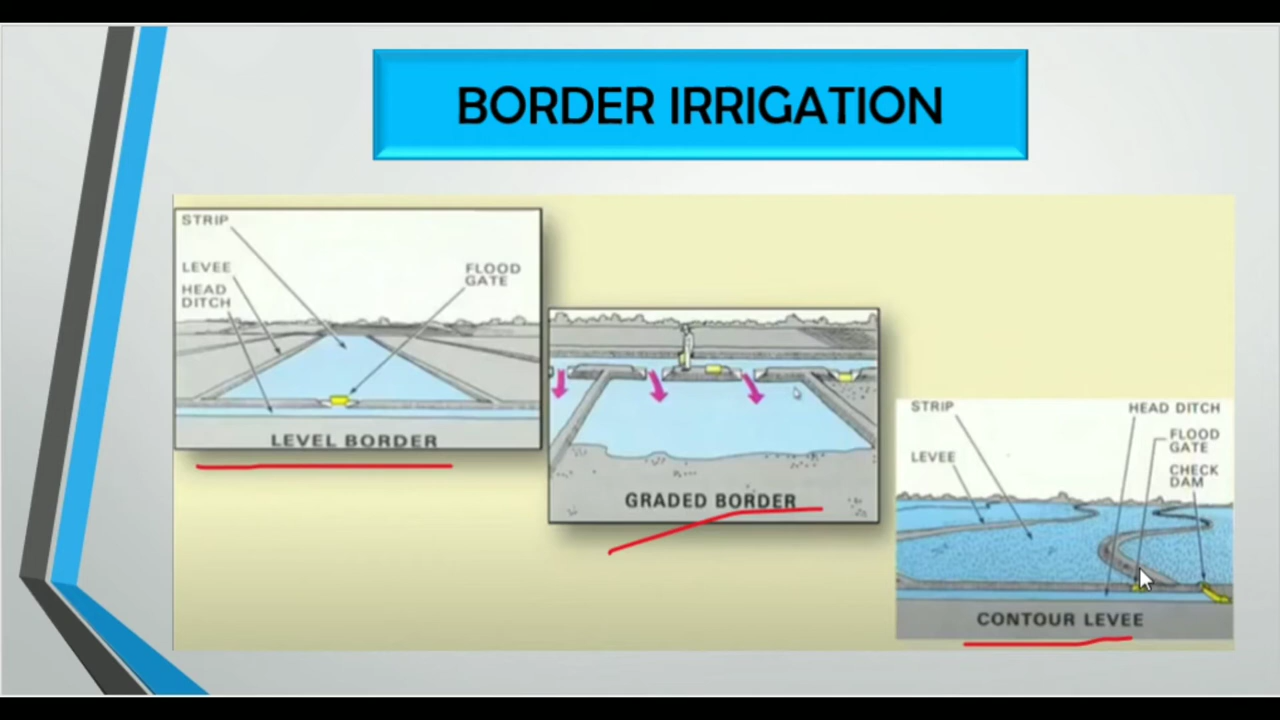 BORDER IRRIGATION
STRIP
LEVEE
HEAD
DITCH
FLOOD
GATE
LEVEL BORDER
GRADED BORDER
STRIP
HEAD DITCH
LEVEE
FLOOD
GATE
CHECK
DAM
CONTOUR LEVEE